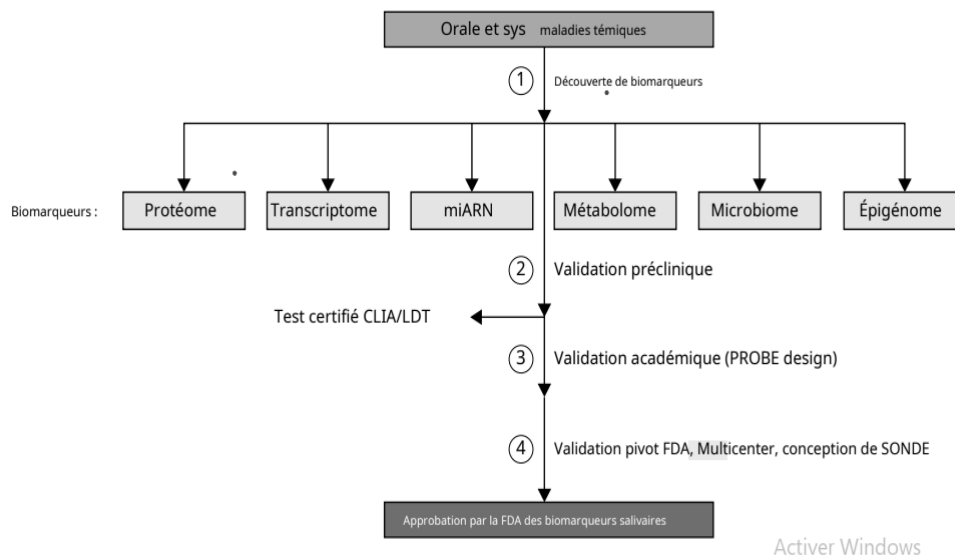 Orale et sys maladies témiques
1 Découverte de biomarqueurs
Biomarqueurs : Protéome Transcriptome miARN Métabolome Microbiome Épigénome
2 Validation préclinique
Test certifié CLIA/LDT
3 Validation académique (PROBE design)
4 Validation pivot FDA, Multicenter, conception de SONDE
Approbation par la FDA des biomarqueurs salivaires
Activer Windows